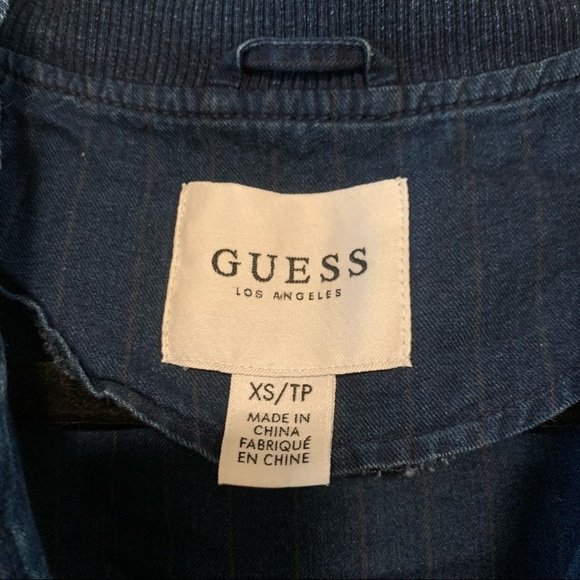 GUESS
LOS ANGELES
XS/TP
MADE IN
CHINA
FABRIQUÉ
EN CHINE